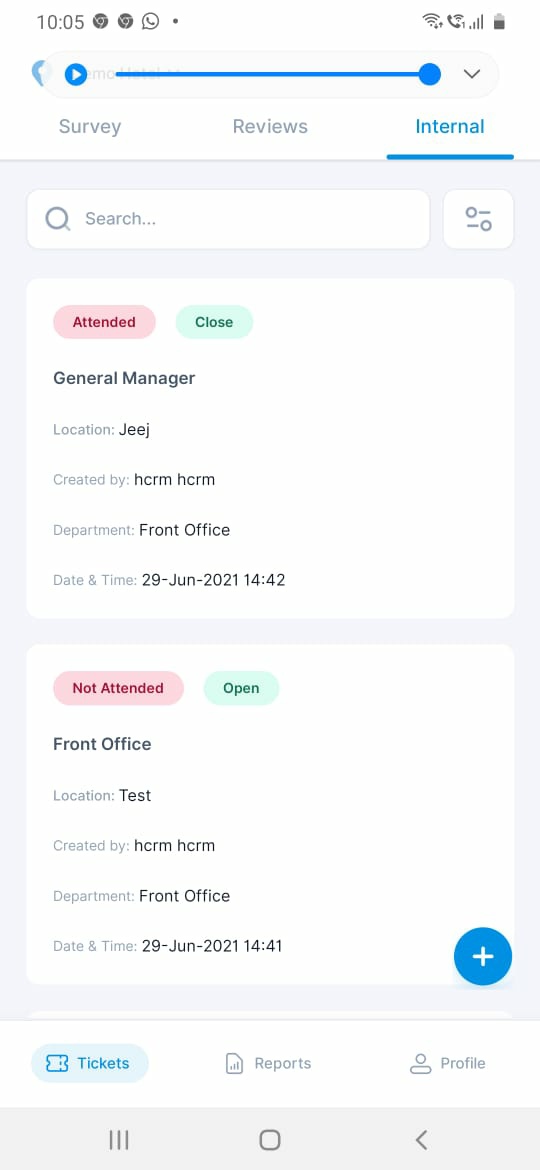 10:05
Survey Reviews Internal
Search...
Attended Close
General Manager
Location: Jeej
Created by: hcrm hcrm
Department: Front Office
Date & Time: 29-Jun-2021 14:42
Not Attended Open
Front Office
Location: Test
Created by: hcrm hcrm
Department: Front Office
Date & Time: 29-Jun-2021 14:41
Tickets Reports Profile